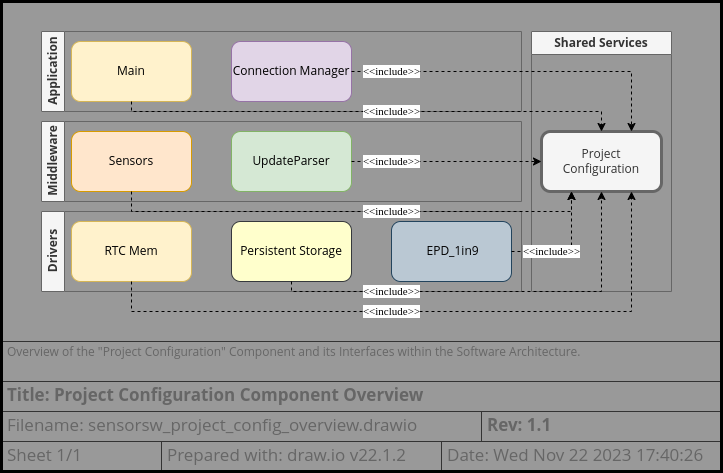 Shared Services
Application
Main
Connection Manager
<<include>>
<<include>>
Middleware
Sensors
UpdateParser
<<include>>
Project
Configuration
<<include>>
Drivers
RTC Mem
Persistent Storage
EPD_1in9
<<include>>
<<include>>
<<include>>
Overview of the "Project Configuration" Component and its Interfaces within the Software Architecture.
Title: Project Configuration Component Overview
Filename: sensorsw_project_config_overview.drawio
Rev: 1.1
Sheet 1/1
Prepared with: draw.io v22.1.2
Date: Wed Nov 22 2023 17:40:26